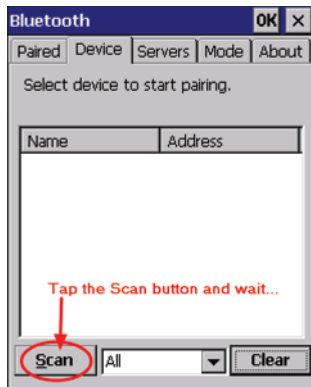 Bluetooth OK ×
Paired Device Servers Mode About
Select device to start pairing.
Name Address
Tap the Scan button and wait...
Scan All Clear